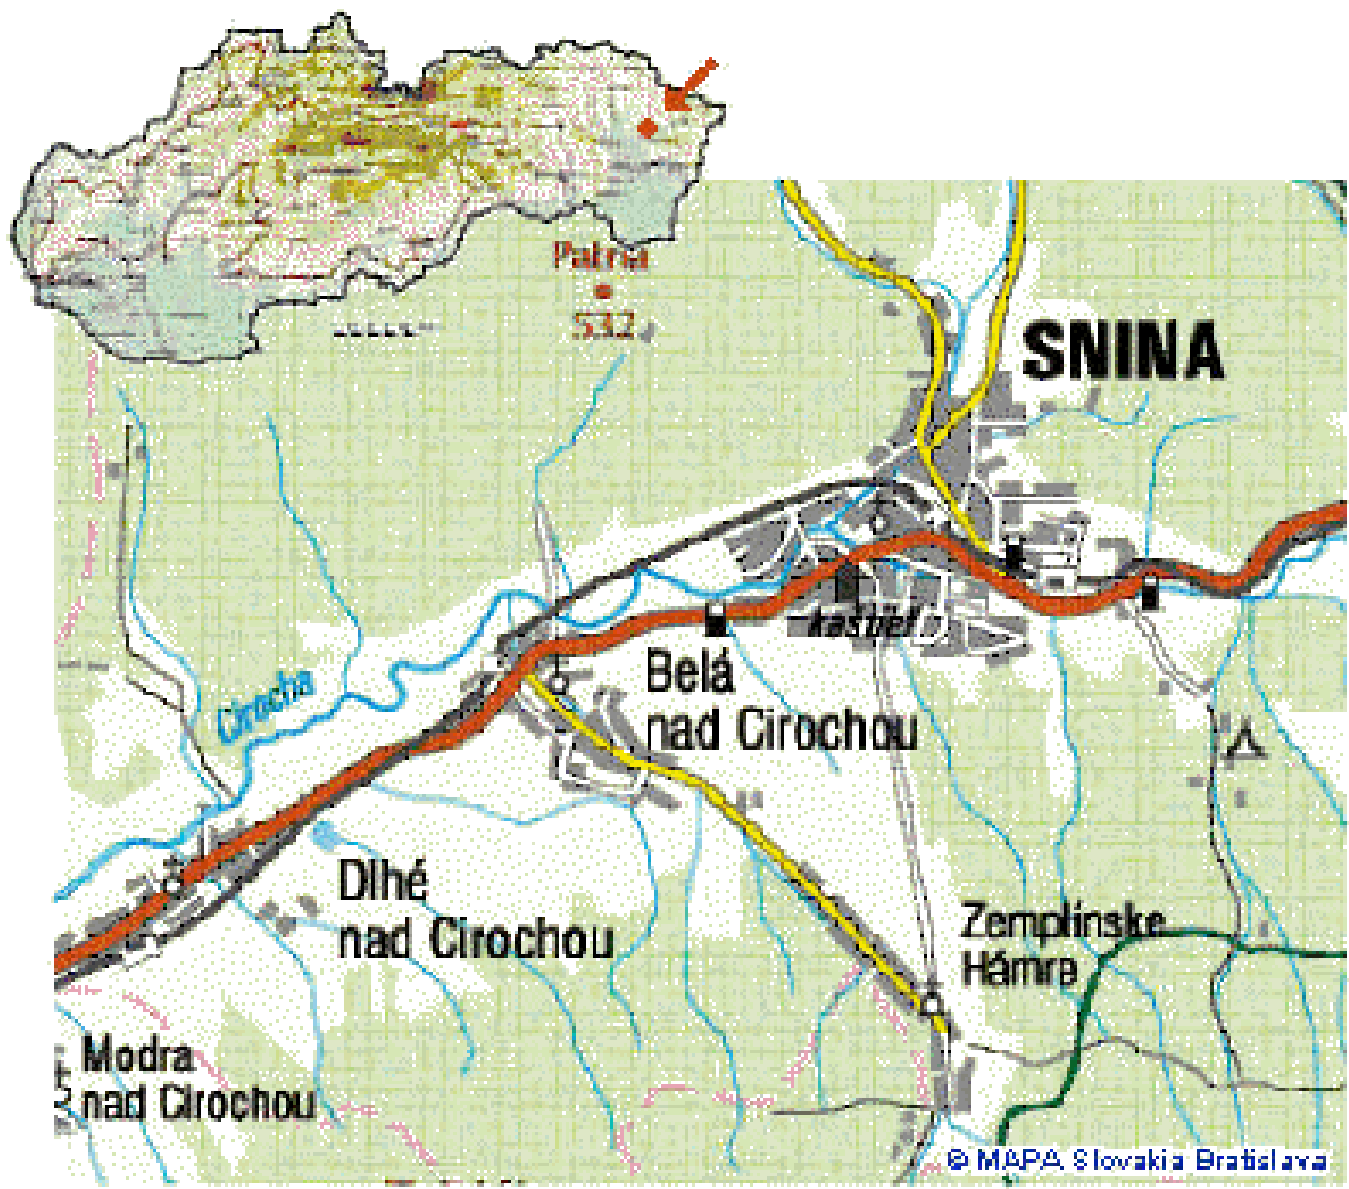 Patria
532
SNINA
kaštieľ
Belá
nad Cirochou
Cirocha
Dlhé
nad Cirochou
Zemplínske
Hámre
Modra
nad Cirochou
© MAPA Slovakia Bratislava